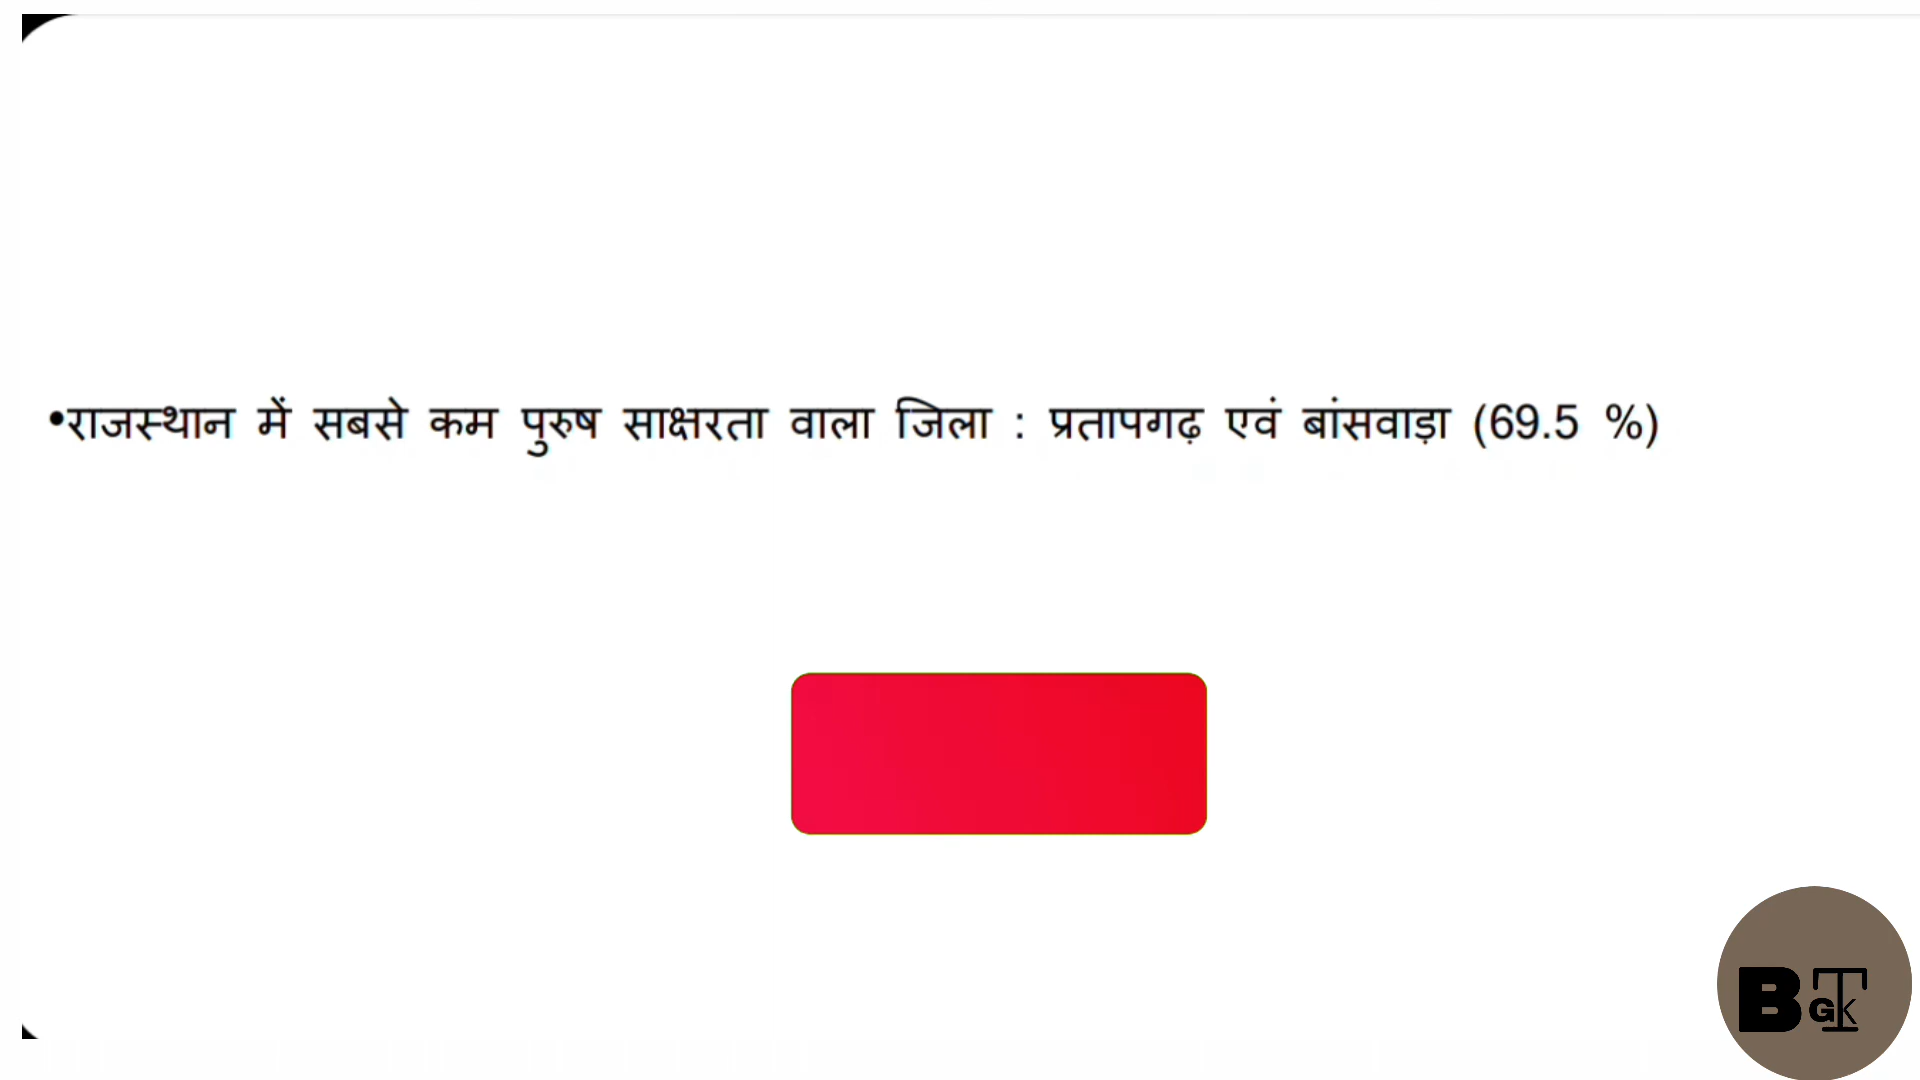 •राजस्थान में सबसे कम पुरुष साक्षरता वाला जिला : प्रतापगढ़ एवं बांसवाड़ा (69.5 %)
B GK T